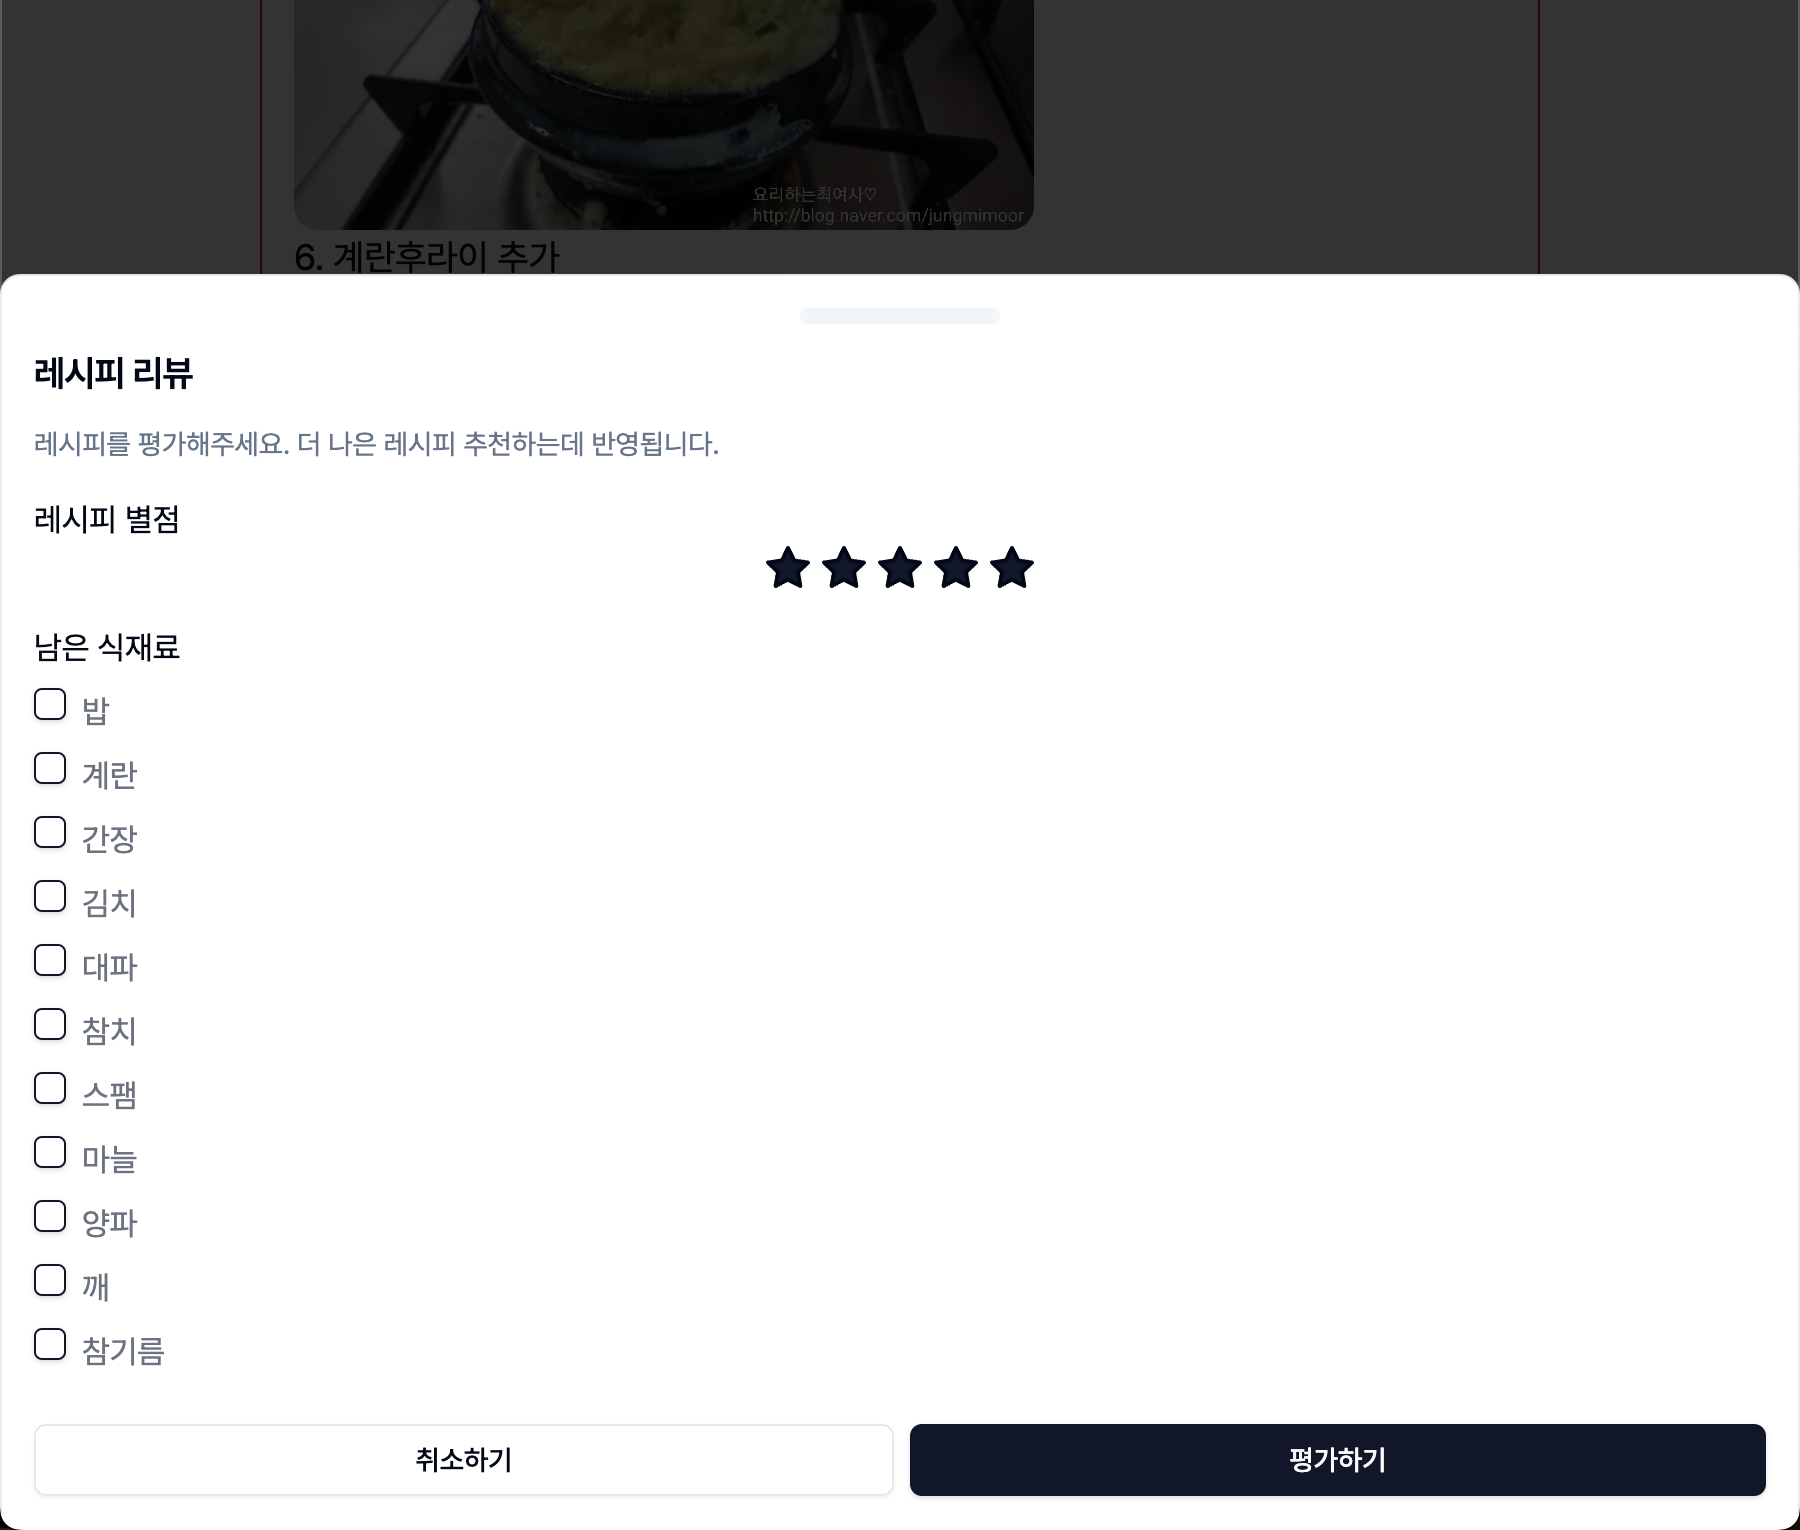 요리하는최여사♡
http://blog.naver.com/jungmimoor
6. 계란후라이 추가
레시피 리뷰
레시피를 평가해주세요. 더 나은 레시피 추천하는데 반영됩니다.
레시피 별점
남은 식재료
밥
계란
간장
김치
대파
참치
스팸
마늘
양파
깨
참기름
취소하기
평가하기